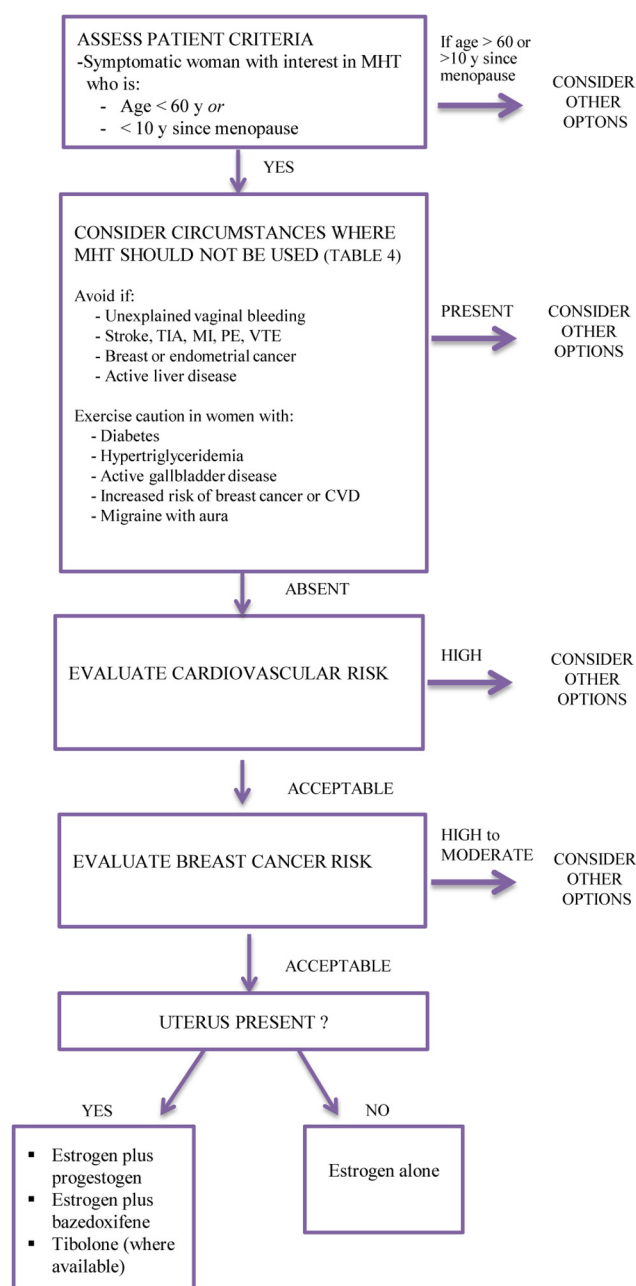 ASSESS PATIENT CRITERIA
-Symptomatic woman with interest in MHT
who is:
- Age < 60 y or
- < 10 y since menopause
If age > 60 or
>10 y since
menopause
CONSIDER
OTHER
OPTONS
YES
CONSIDER CIRCUMSTANCES WHERE
MHT SHOULD NOT BE USED (TABLE 4)
Avoid if:
- Unexplained vaginal bleeding
- Stroke, TIA, MI, PE, VTE
- Breast or endometrial cancer
- Active liver disease
Exercise caution in women with:
- Diabetes
- Hypertriglyceridemia
- Active gallbladder disease
- Increased risk of breast cancer or CVD
- Migraine with aura
PRESENT
CONSIDER
OTHER
OPTIONS
ABSENT
EVALUATE CARDIOVASCULAR RISK
HIGH
CONSIDER
OTHER
OPTIONS
ACCEPTABLE
EVALUATE BREAST CANCER RISK
HIGH to
MODERATE
CONSIDER
OTHER
OPTIONS
ACCEPTABLE
UTERUS PRESENT ?
YES
▪ Estrogen plus
progestogen
▪ Estrogen plus
bazedoxifene
▪ Tibolone (where
available)
NO
Estrogen alone